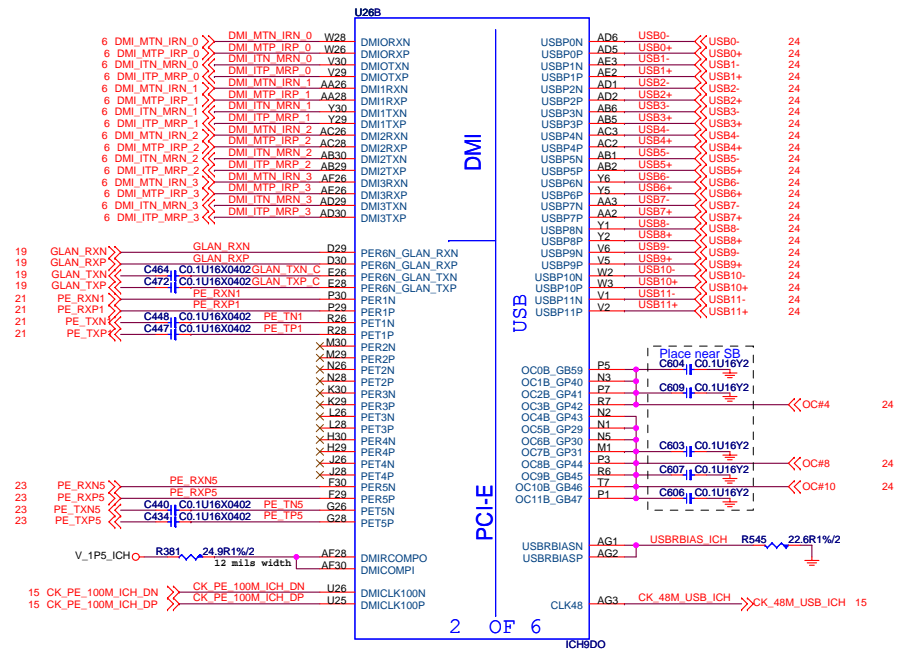 U26B
6 DMI_MTN_IRN_0 DMI_MTN_IRN_0 W28 DMIORXN
6 DMI_MTP_IRP_0 DMI_MTP_IRP_0 W26 DMIORXP
6 DMI_ITN_MRN_0 DMI_ITN_MRN_0 V30 DMIOTXN
6 DMI_ITP_MRP_0 DMI_ITP_MRP_0 V29 DMIOTXP
6 DMI_MTN_IRN_1 DMI_MTN_IRN_1 AA26 DMI1RXN
6 DMI_MTP_IRP_1 DMI_MTP_IRP_1 AA28 DMI1RXP
6 DMI_ITN_MRN_1 DMI_ITN_MRN_1 Y30 DMI1TXN
6 DMI_ITP_MRP_1 DMI_ITP_MRP_1 Y29 DMI1TXP
6 DMI_MTN_IRN_2 DMI_MTN_IRN_2 AC26 DMI2RXN
6 DMI_MTP_IRP_2 DMI_MTP_IRP_2 AC28 DMI2RXP
6 DMI_ITN_MRN_2 DMI_ITN_MRN_2 AB30 DMI2TXN
6 DMI_ITP_MRP_2 DMI_ITP_MRP_2 AB29 DMI2TXP
6 DMI_MTN_IRN_3 DMI_MTN_IRN_3 AF26 DMI3RXN
6 DMI_MTP_IRP_3 DMI_MTP_IRP_3 AE26 DMI3RXP
6 DMI_ITN_MRN_3 DMI_ITN_MRN_3 AD29 DMI3TXN
6 DMI_ITP_MRP_3 DMI_ITP_MRP_3 AD30 DMI3TXP
DMI
19 GLAN_RXN GLAN_RXN D29 PER6N_GLAN_RXN
19 GLAN_RXP GLAN_RXP D30 PER6N_GLAN_RXP
19 GLAN_TXN C464 C0.1U16X0402 GLAN_TXN_C E26 PER6N_GLAN_TXN
19 GLAN_TXP C472 C0.1U16X0402 GLAN_TXP_C E28 PER6N_GLAN_TXP
21 PE_RXN1 PE_RXN1 P30 PER1N
21 PE_RXP1 PE_RXP1 P29 PER1P
21 PE_TXN1 C448 C0.1U16X0402 PE_TN1 R26 PET1N
21 PE_TXP1 C447 C0.1U16X0402 PE_TP1 R28 PET1P
M30 PER2N
M29 PER2P
N26 PET2N
N28 PET2P
K30 PER3N
K29 PER3P
L26 PET3N
L28 PET3P
H30 PER4N
H29 PER4P
J26 PET4N
J28 PET4P
23 PE_RXN5 PE_RXN5 F30 PER5N
23 PE_RXP5 PE_RXP5 F29 PER5P
23 PE_TXN5 C440 C0.1U16X0402 PE_TN5 G26 PET5N
23 PE_TXP5 C434 C0.1U16X0402 PE_TP5 G28 PET5P
PCI-E
V_1P5_ICH R381 24.9R1%/2 AF28 DMIRCOMPO
12 mils width AF30 DMICOMPI
15 CK_PE_100M_ICH_DN CK_PE_100M_ICH_DN U26 DMICLK100N
15 CK_PE_100M_ICH_DP CK_PE_100M_ICH_DP U25 DMICLK100P
USBP0N AD6 USB0- USB0- 24
USBP0P AD5 USB0+ USB0+ 24
USBP1N AE3 USB1- USB1- 24
USBP1P AE2 USB1+ USB1+ 24
USBP2N AD1 USB2- USB2- 24
USBP2P AD2 USB2+ USB2+ 24
USBP3N AB6 USB3- USB3- 24
USBP3P AB5 USB3+ USB3+ 24
USBP4N AC3 USB4- USB4- 24
USBP4P AC2 USB4+ USB4+ 24
USBP5N AB1 USB5- USB5- 24
USBP5P AB2 USB5+ USB5+ 24
USBP6N Y6 USB6- USB6- 24
USBP6P Y5 USB6+ USB6+ 24
USBP7N AA3 USB7- USB7- 24
USBP7P AA2 USB7+ USB7+ 24
USBP8N Y1 USB8- USB8- 24
USBP8P Y2 USB8+ USB8+ 24
USBP9N V6 USB9- USB9- 24
USBP9P V5 USB9+ USB9+ 24
USBP10N W2 USB10- USB10- 24
USBP10P W3 USB10+ USB10+ 24
USBP11N V1 USB11- USB11- 24
USBP11P V2 USB11+ USB11+ 24
USB
Place near SB
OC0B_GB59 P5 C604 C0.1U16Y2
OC1B_GP40 N3
OC2B_GP41 P7 C609 C0.1U16Y2
OC3B_GP42 R7 OC#4 24
OC4B_GP43 N2
OC5B_GP29 N1
OC6B_GP30 N5
OC7B_GP31 M1 C603 C0.1U16Y2
OC8B_GP44 P3 OC#8 24
OC9B_GB45 R6 C607 C0.1U16Y2
OC10B_GB46 T7 OC#10 24
OC11B_GB47 P1 C606 C0.1U16Y2
USBRBIASN AG1 USBRBIAS_ICH R545 22.6R1%/2
USBRBIASP AG2
CLK48 AG3 CK_48M_USB_ICH CK_48M_USB_ICH 15
2 OF 6
ICH9DO